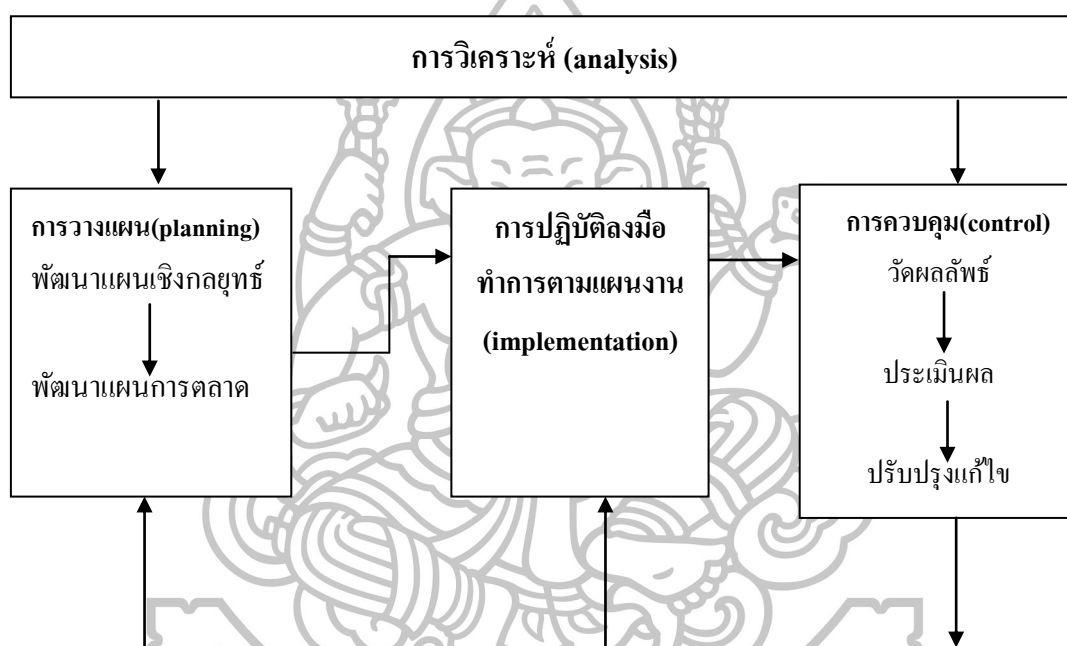 การวิเคราะห์ (analysis)
การวางแผน(planning)
พัฒนาแผนเชิงกลยุทธ์
พัฒนาแผนการตลาด
การปฏิบัติลงมือ
ทำการตามแผนงาน
(implementation)
การควบคุม(control)
วัดผลลัพธ์
ประเมินผล
ปรับปรุงแก้ไข